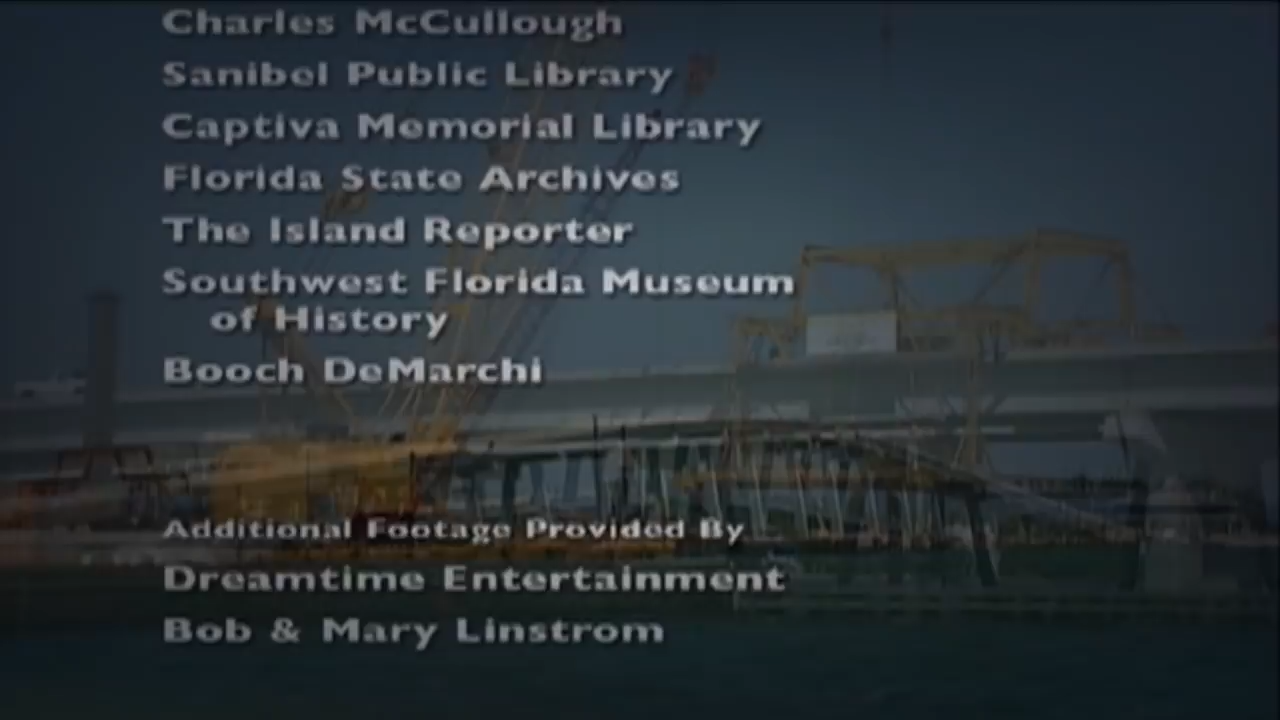 Charles McCullough
Sanibel Public Library
Captiva Memorial Library
Florida State Archives
The Island Reporter
Southwest Florida Museum
of History
Booch DeMarchi
Additional Footage Provided By
Dreamtime Entertainment
Bob & Mary Linstrom